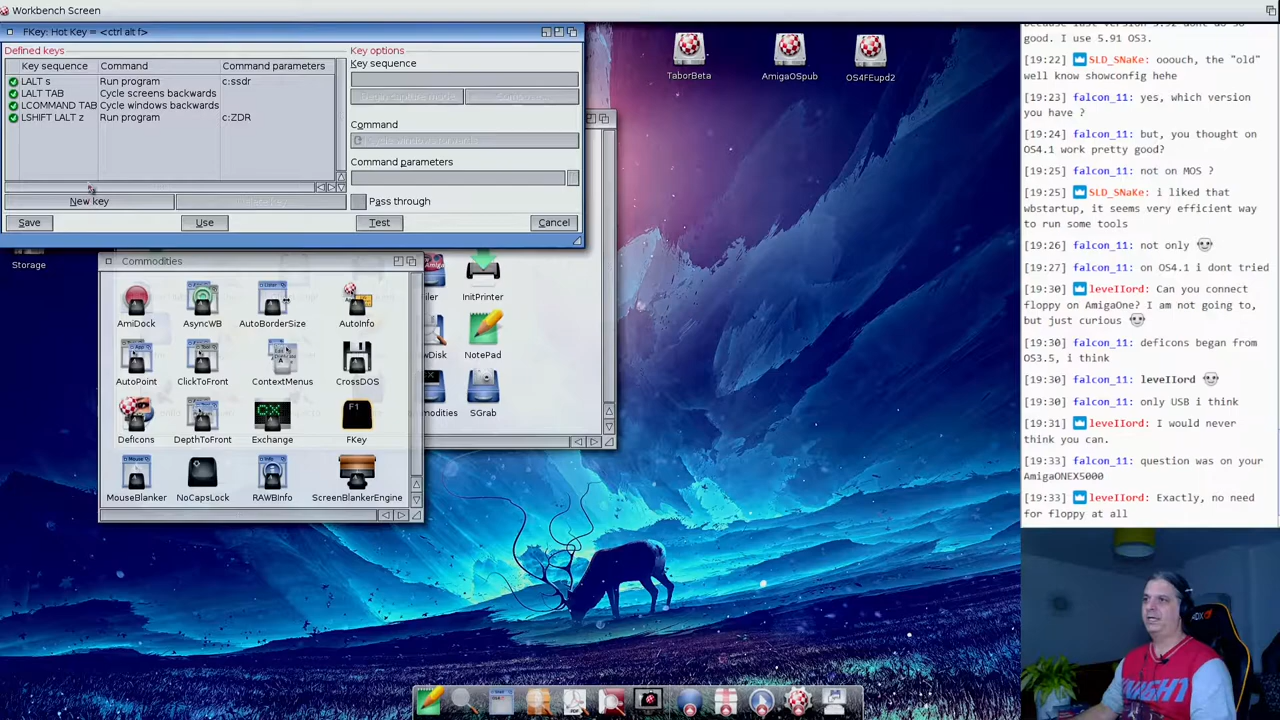 Workbench Screen
FKey: Hot Key = <ctrl alt f>
Defined keys
Key sequence Command Command parameters
LALT s Run program c:ssdr
LALT TAB Cycle screens backwards
LCOMMAND TAB Cycle windows backwards
LSHIFT LALT z Run program c:ZDR
New key
Save Use Test Cancel
Key options
Key sequence
Command
Command parameters
Pass through
Storage
Commodities
AmiDock AsyncWB AutoBorderSize AutoInfo
AutoPoint ClickToFront ContextMenus CrossDOS
DefIcons DepthToFront Exchange FKey
MouseBlanker NoCapsLock RAWBInfo ScreenBlankerEngine
InitPrinter
NotePad
SGrab
TaborBeta AmigaOSpub OS4FEupd2
good. I use 5.91 OS3.
[19:22] SLD_SNaKe: ooouch, the "old"
well know showconfig hehe
[19:23] falcon_11: yes, which version
you have ?
[19:24] falcon_11: but, you thought on
OS4.1 work pretty good?
[19:25] falcon_11: not on MOS ?
[19:25] SLD_SNaKe: i liked that
wbstartup, it seems very efficient way
to run some tools
[19:26] falcon_11: not only
[19:27] falcon_11: on OS4.1 i dont tried
[19:30] leveIIord: Can you connect
floppy on AmigaOne? I am not going to,
but just curious
[19:30] falcon_11: deficons began from
OS3.5, i think
[19:30] falcon_11: leveIIord
[19:30] falcon_11: only USB i think
[19:31] leveIIord: I would never
think you can.
[19:33] falcon_11: question was on your
AmigaONEX5000
[19:33] leveIIord: Exactly, no need
for floppy at all